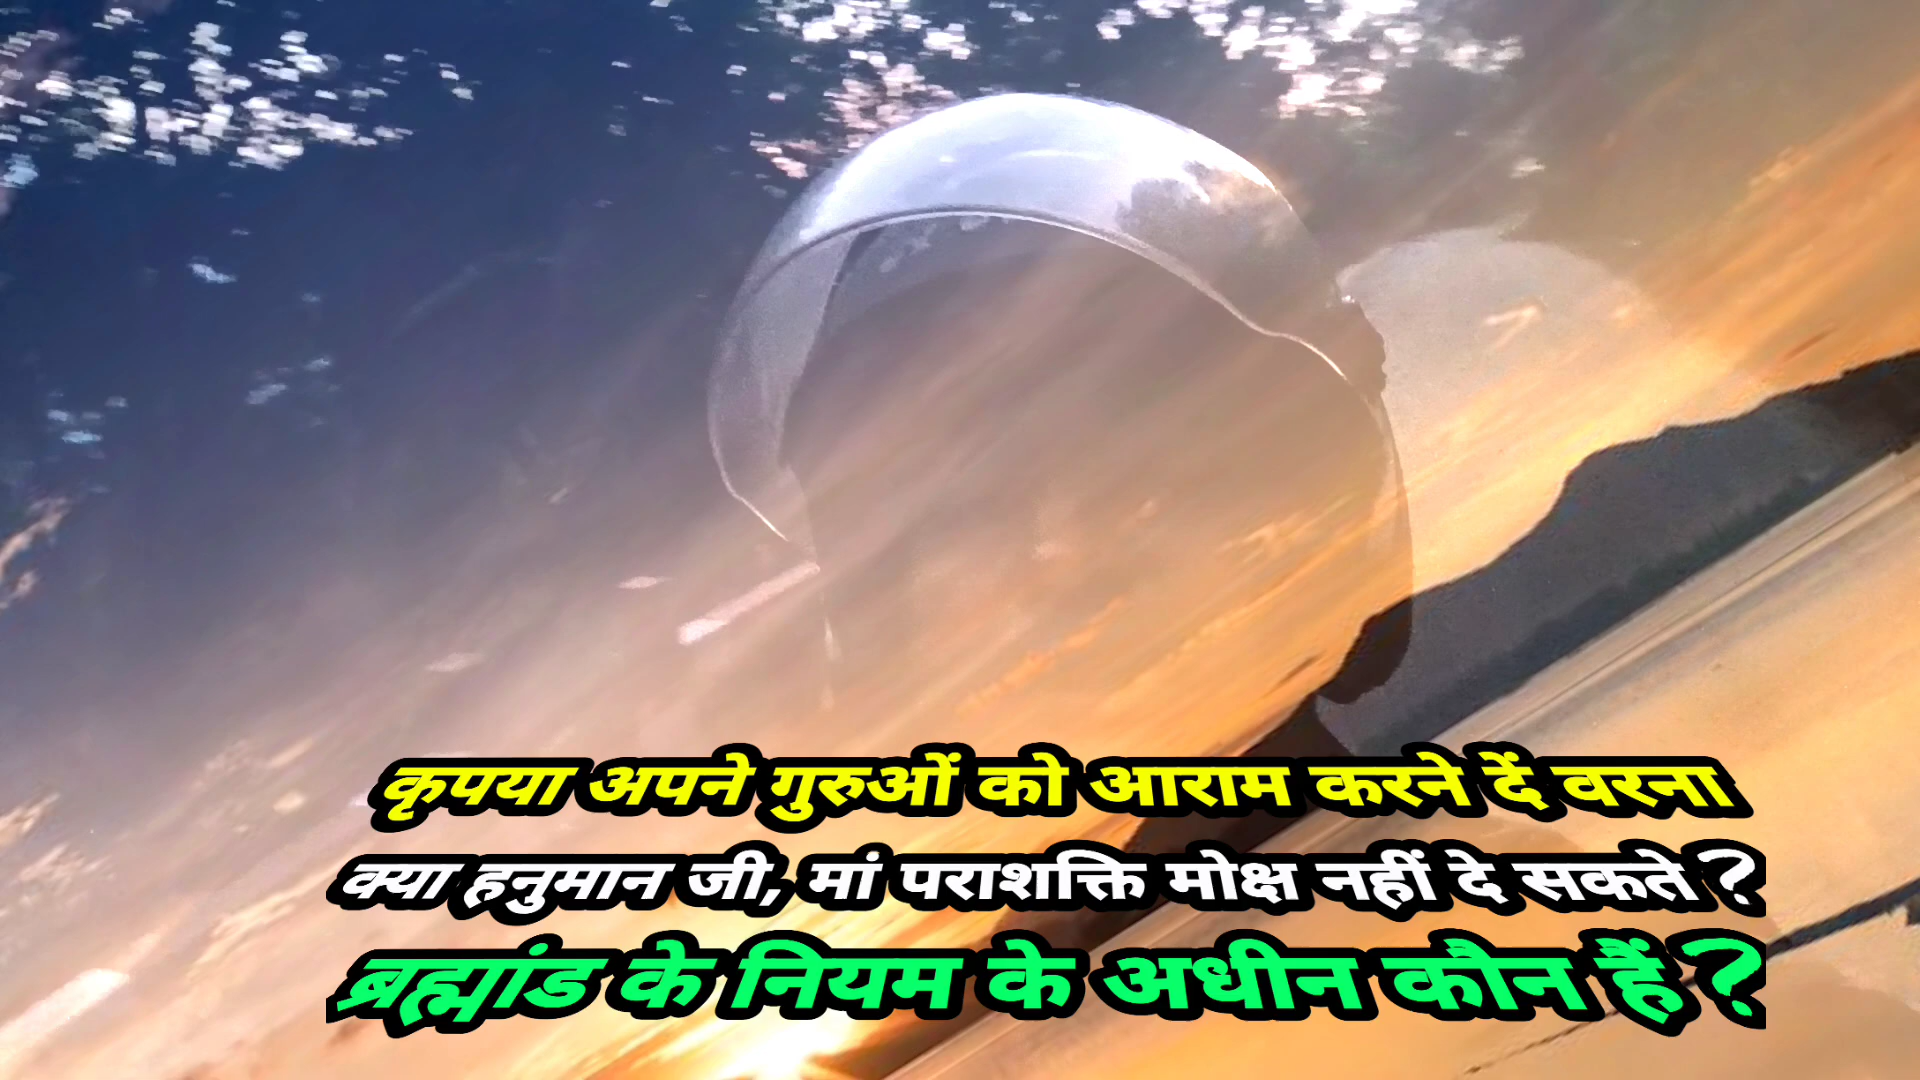 कृपया अपने गुरुओं को आराम करने दें वरना
क्या हनुमान जी, मां पराशक्ति मोक्ष नहीं दे सकते?
ब्रह्मांड के नियम के अधीन कौन हैं?